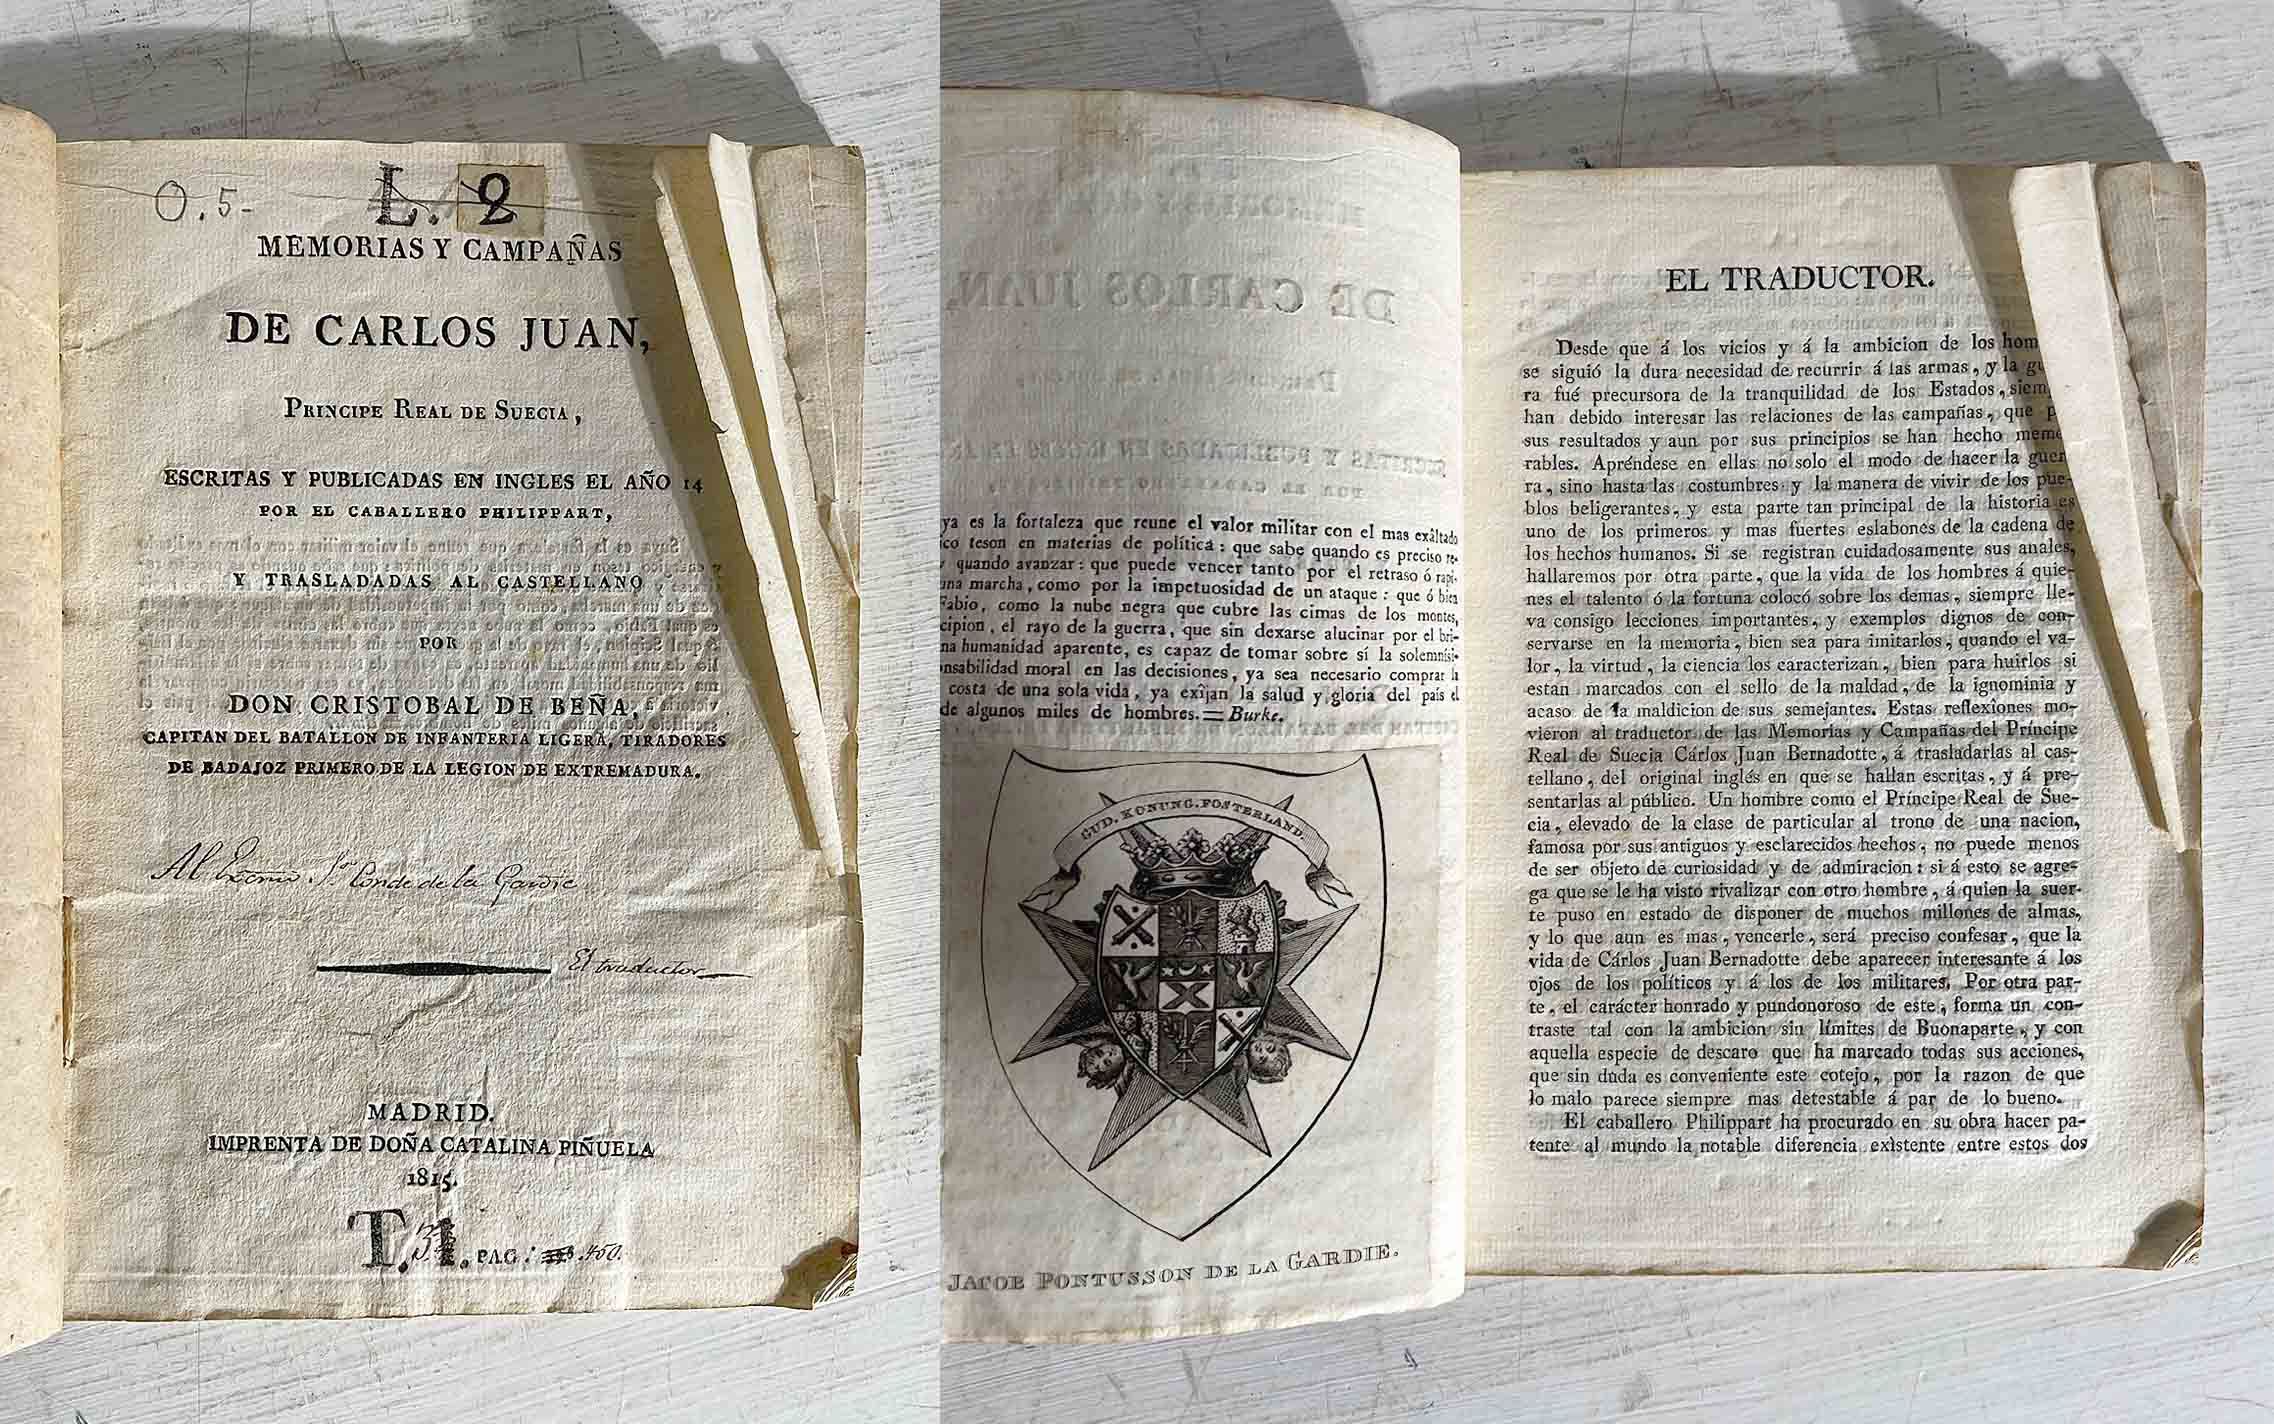 O. 5-
L. 2
MEMORIAS Y CAMPAÑAS
DE CARLOS JUAN,
PRINCIPE REAL DE SUECIA,
ESCRITAS Y PUBLICADAS EN INGLES EL AÑO 14
POR EL CABALLERO PHILIPPART,
Y TRASLADADAS AL CASTELLANO
POR
DON CRISTOBAL DE BEÑA,
CAPITAN DEL BATALLON DE INFANTERIA LIGERA, TIRADORES
DE BADAJOZ PRIMERO DE LA LEGION DE EXTREMADURA.
Al Exmo. Sor. Conde de la Gardie
El traductor
MADRID.
IMPRENTA DE DOÑA CATALINA PIÑUELA
1815.
T. 1. PAG: 450.
ya es la fortaleza que reune el valor militar con el mas exâltado
co teson en materias de política: que sabe quando es preciso re-
y quando avanzar: que puede vencer tanto por el retraso ó rapi-
una marcha, como por la impetuosidad de un ataque: que ó bien
Fabio, como la nube negra que cubre las cimas de los montes,
cipion, el rayo de la guerra, que sin dexarse alucinar por el bri-
na humanidad aparente, es capaz de tomar sobre sí la solemnísi-
onsabilidad moral en las decisiones, ya sea necesario comprar la
costa de una sola vida, ya exîjan la salud y gloria del país el
de algunos miles de hombres.=Burke.
GUD. KONUNG. FOSTERLAND.
JACOB PONTUSSON DE LA GARDIE.
EL TRADUCTOR.
Desde que á los vicios y á la ambicion de los hom
se siguió la dura necesidad de recurrir á las armas, y la gu
ra fué precursora de la tranquilidad de los Estados, siem
han debido interesar las relaciones de las campañas, que p
sus resultados y aun por sus principios se han hecho memo
rables. Apréndese en ellas no solo el modo de hacer la guer
ra, sino hasta las costumbres y la manera de vivir de los pue-
blos beligerantes, y esta parte tan principal de la historia es
uno de los primeros y mas fuertes eslabones de la cadena de
los hechos humanos. Si se registran cuidadosamente sus anales,
hallaremos por otra parte, que la vida de los hombres á quie-
nes el talento ó la fortuna colocó sobre los demas, siempre lle-
va consigo lecciones importantes, y exemplos dignos de con-
servarse en la memoria, bien sea para imitarlos, quando el va-
lor, la virtud, la ciencia los caracterizan, bien para huirlos si
estan marcados con el sello de la maldad, de la ignominia y
acaso de la maldicion de sus semejantes. Estas reflexîones mo-
vieron al traductor de las Memorias y Campañas del Príncipe
Real de Suecia Cárlos Juan Bernadotte, á trasladarlas al cas-
tellano, del original inglés en que se hallan escritas, y á pre-
sentarlas al público. Un hombre como el Príncipe Real de Sue-
cia, elevado de la clase de particular al trono de una nacion,
famosa por sus antiguos y esclarecidos hechos, no puede menos
de ser objeto de curiosidad y de admiracion: si á esto se agre-
ga que se le ha visto rivalizar con otro hombre, á quien la suer-
te puso en estado de disponer de muchos millones de almas,
y lo que aun es mas, vencerle, será preciso confesar, que la
vida de Cárlos Juan Bernadotte debe aparecer interesante á los
ojos de los políticos y á los de los militares. Por otra par-
te, el carácter honrado y pundonoroso de este, forma un con-
traste tal con la ambicion sin límites de Buonaparte, y con
aquella especie de descaro que ha marcado todas sus acciones,
que sin duda es conveniente este cotejo, por la razon de que
lo malo parece siempre mas detestable á par de lo bueno.
El caballero Philippart ha procurado en su obra hacer pa-
tente al mundo la notable diferencia exîstente entre estos dos